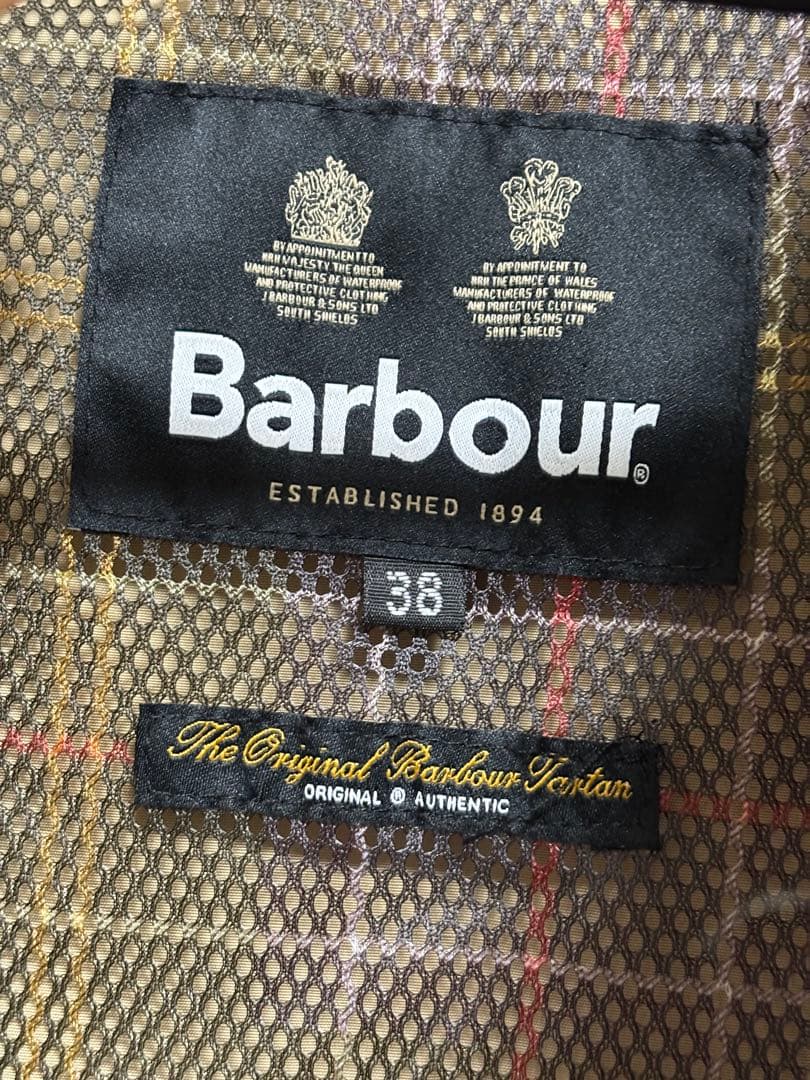 BY APPOINTMENT TO
HRH MAJESTY THE QUEEN
MANUFACTURERS OF WATERPROOF
AND PROTECTIVE CLOTHING
J BARBOUR & SONS LTD
SOUTH SHIELDS
BY APPOINTMENT TO
HRH THE PRINCE OF WALES
MANUFACTURERS OF WATERPROOF
AND PROTECTIVE CLOTHING
J BARBOUR & SONS LTD
SOUTH SHIELDS
Barbour®
ESTABLISHED 1894
38
The Original Barbour Tartan
ORIGINAL ® AUTHENTIC